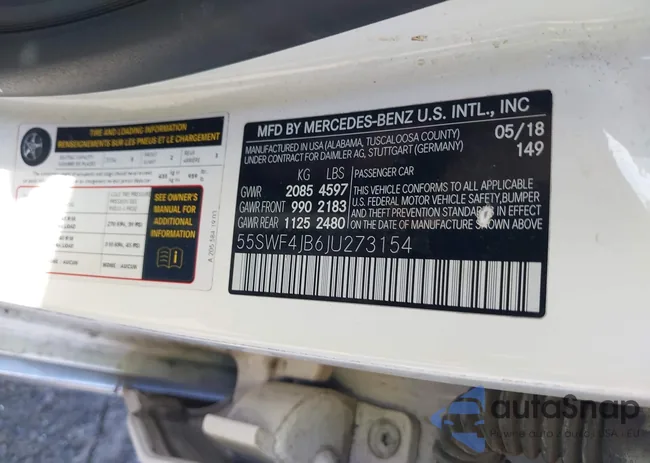 TIRE AND LOADING INFORMATION
RENSEIGNEMENTS SUR LES PNEUS ET LE CHARGEMENT
SEE OWNER'S
MANUAL FOR
ADDITIONAL
INFORMATION
A 205 584
MFD BY MERCEDES-BENZ U.S. INTL., INC
MANUFACTURED IN USA (ALABAMA, TUSCALOOSA COUNTY) 05/18
UNDER CONTRACT FOR DAIMLER AG, STUTTGART (GERMANY) 149
KG LBS PASSENGER CAR
GVWR 2085 4597
GAWR FRONT 990 2183
GAWR REAR 1125 2480
THIS VEHICLE CONFORMS TO ALL APPLICABLE
U.S. FEDERAL MOTOR VEHICLE SAFETY,BUMPER
AND THEFT PREVENTION STANDARDS IN EFFECT
ON THE DATE OF MANUFACTURE SHOWN ABOVE
55SWF4JB6JU273154
autoSnap